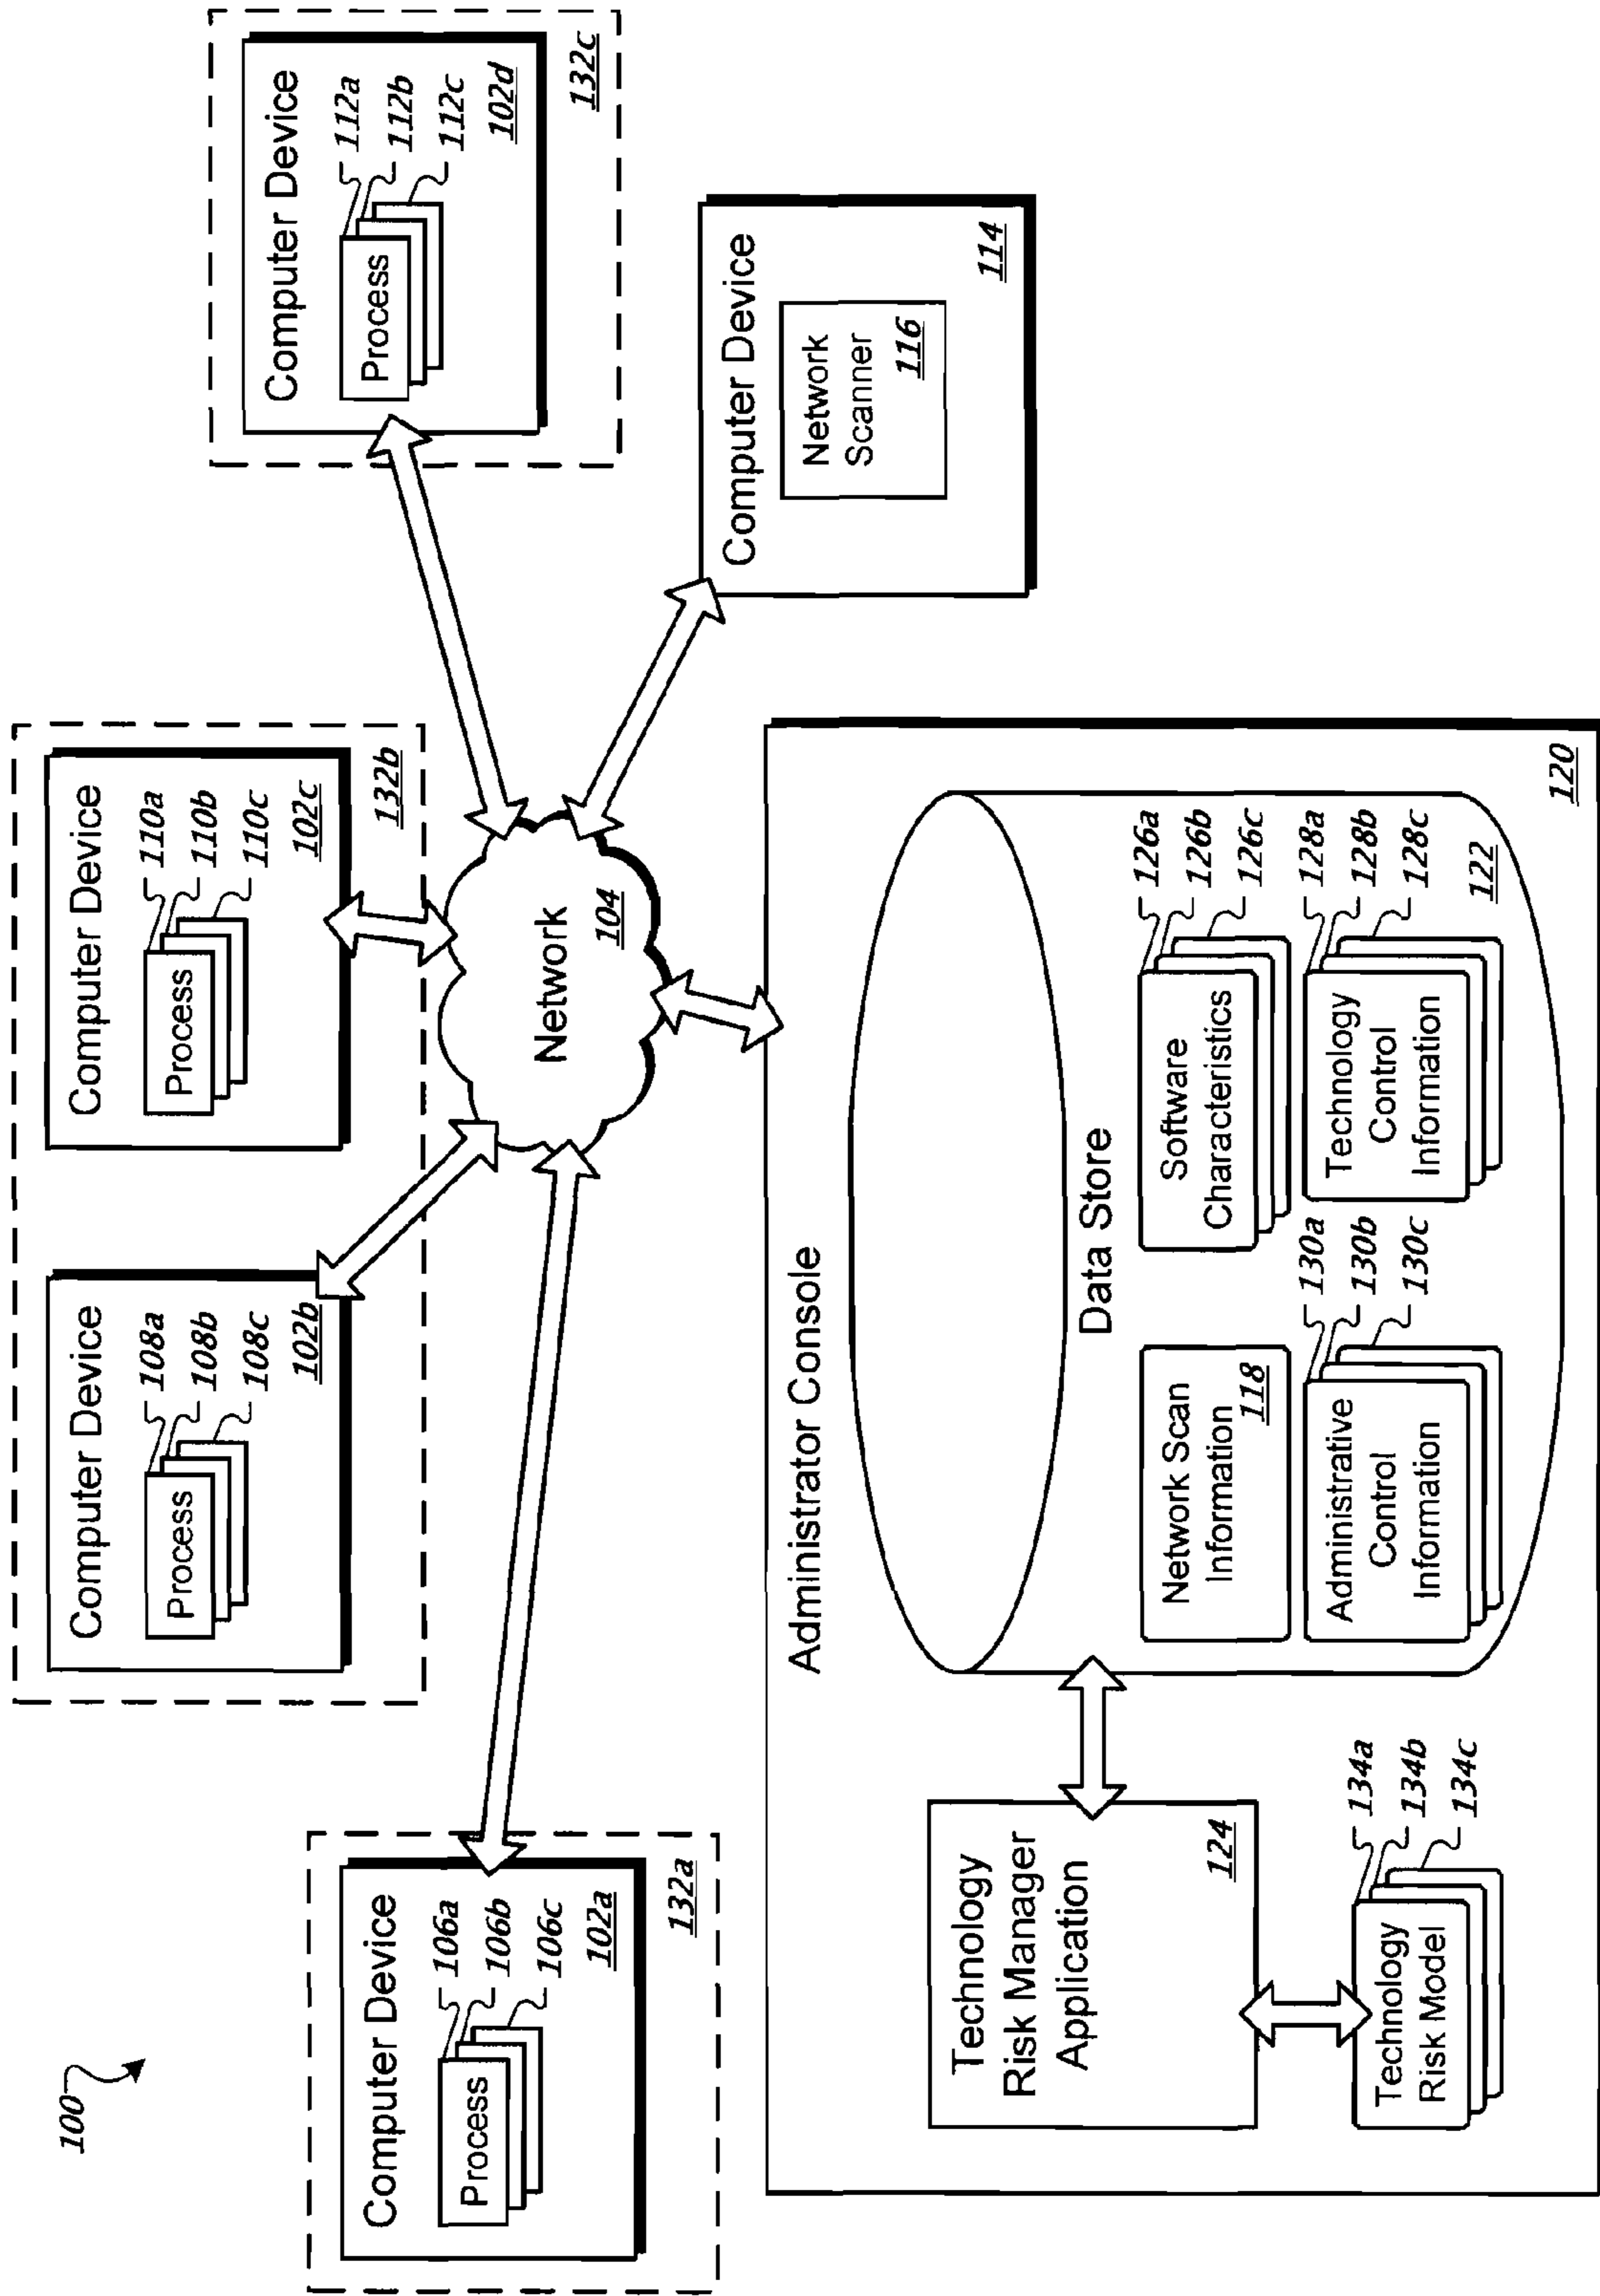 100
Computer Device
Process
106a
106b
106c
102a
132a
Computer Device
Process
108a
108b
108c
102b
Computer Device
Process
110a
110b
110c
102c
132b
Computer Device
Process
112a
112b
112c
102d
132c
Network
104
Computer Device
Network
Scanner
116
114
Administrator Console
Technology
Risk Manager
Application
124
Technology
Risk Model
134a
134b
134c
Data Store
Network Scan
Information
118
Software
Characteristics
126a
126b
126c
Administrative
Control
Information
130a
130b
130c
Technology
Control
Information
128a
128b
128c
122
120